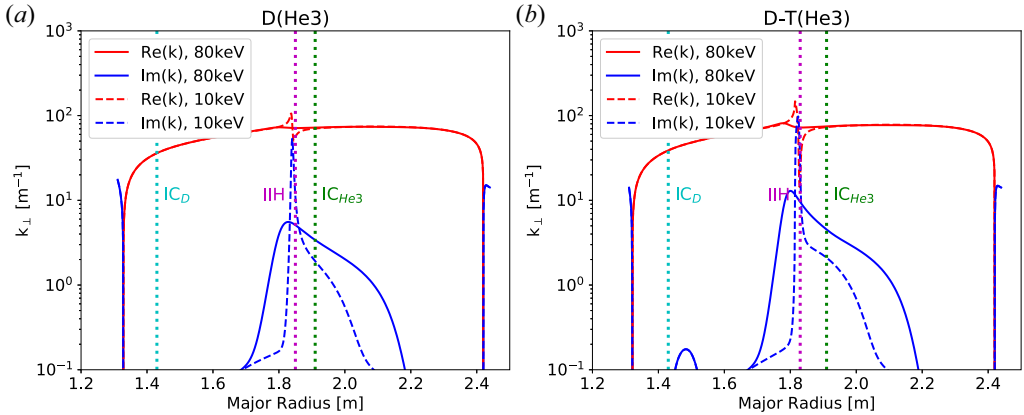 (a)
D(He3)
Re(k), 80keV
Im(k), 80keV
Re(k), 10keV
Im(k), 10keV
10³
10²
10¹
10⁰
10⁻¹
k⊥ [m⁻¹]
IC_D
IIH
IC_He3
1.2 1.4 1.6 1.8 2.0 2.2 2.4
Major Radius [m]
(b)
D-T(He3)
Re(k), 80keV
Im(k), 80keV
Re(k), 10keV
Im(k), 10keV
10³
10²
10¹
10⁰
10⁻¹
k⊥ [m⁻¹]
IC_D
IIH
IC_He3
1.2 1.4 1.6 1.8 2.0 2.2 2.4
Major Radius [m]